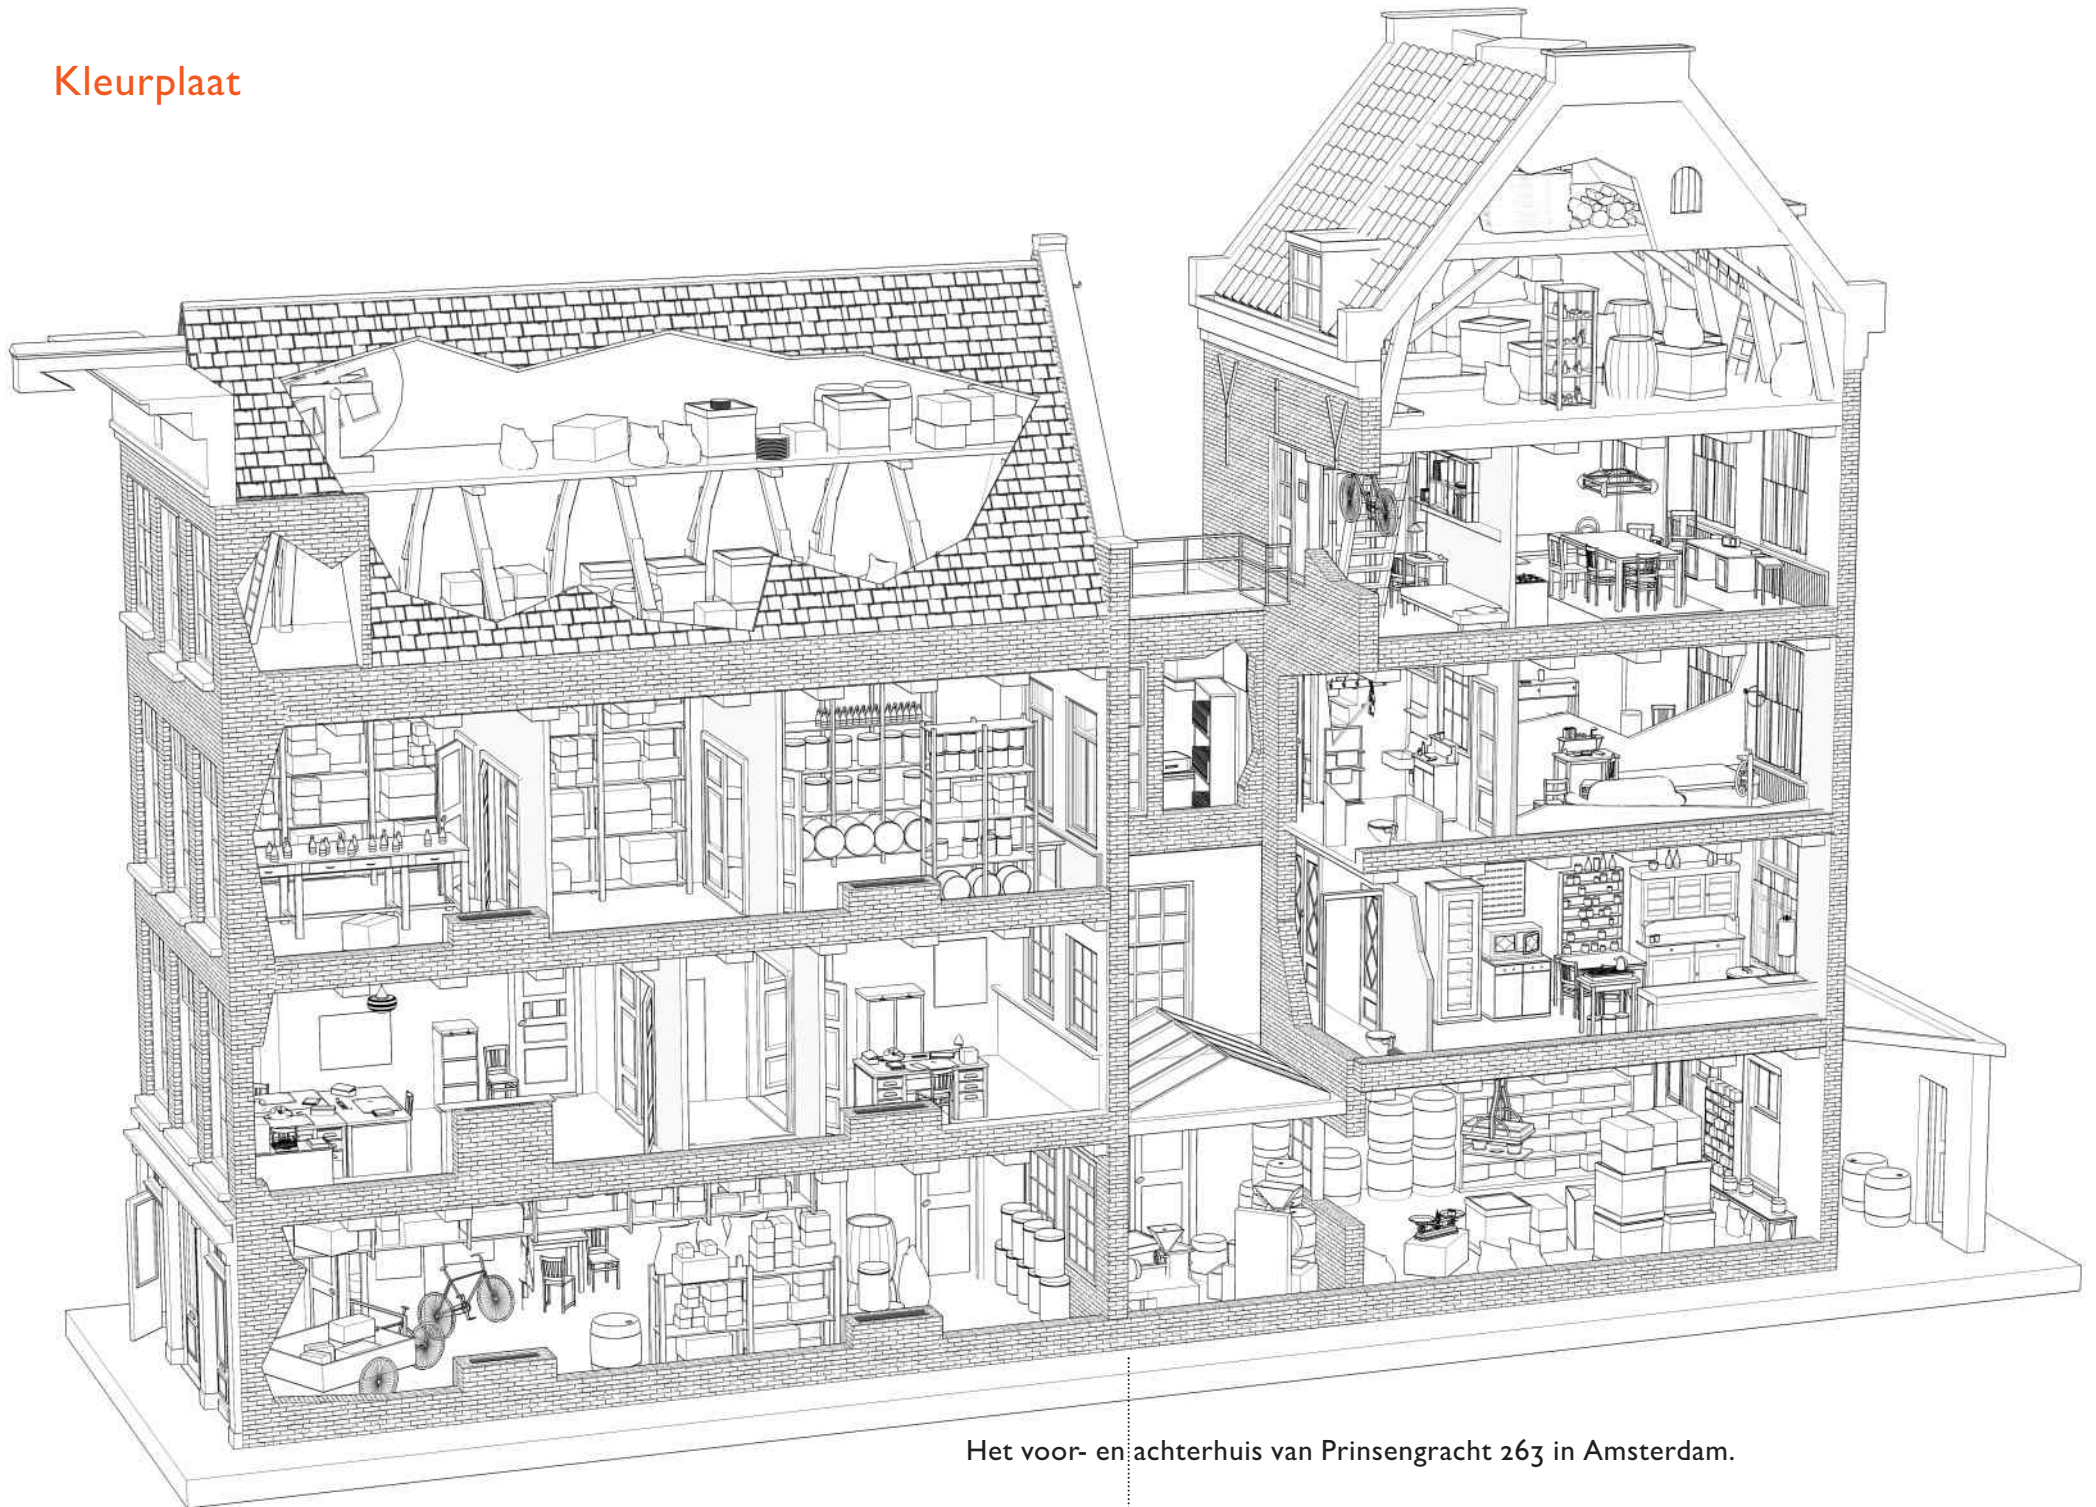 Kleurplaat
Het voor- en achterhuis van Prinsengracht 263 in Amsterdam.